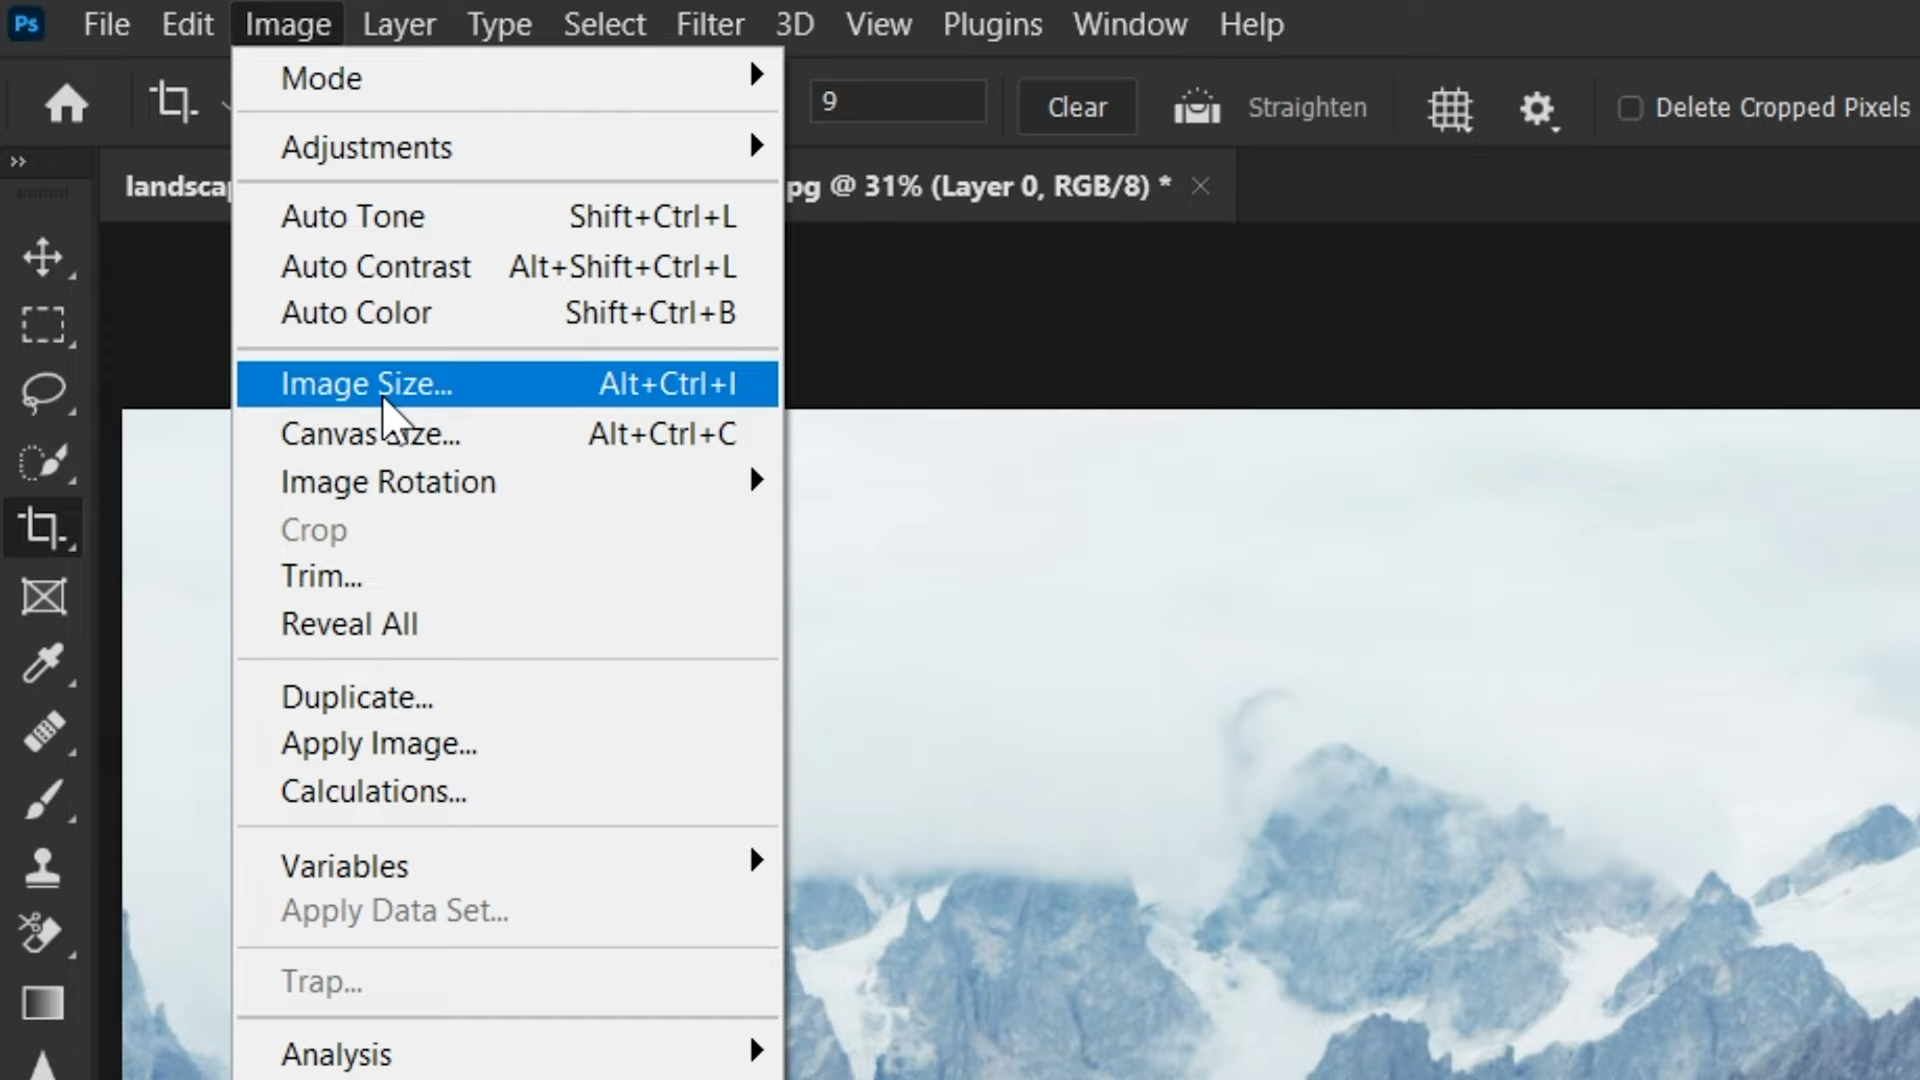 Ps File Edit Image Layer Type Select Filter 3D View Plugins Window Help
9 Clear Straighten Delete Cropped Pixels
pg @ 31% (Layer 0, RGB/8) *
Mode
Adjustments
Auto Tone Shift+Ctrl+L
Auto Contrast Alt+Shift+Ctrl+L
Auto Color Shift+Ctrl+B
Image Size... Alt+Ctrl+I
Canvas Size... Alt+Ctrl+C
Image Rotation
Crop
Trim...
Reveal All
Duplicate...
Apply Image...
Calculations...
Variables
Apply Data Set...
Trap...
Analysis